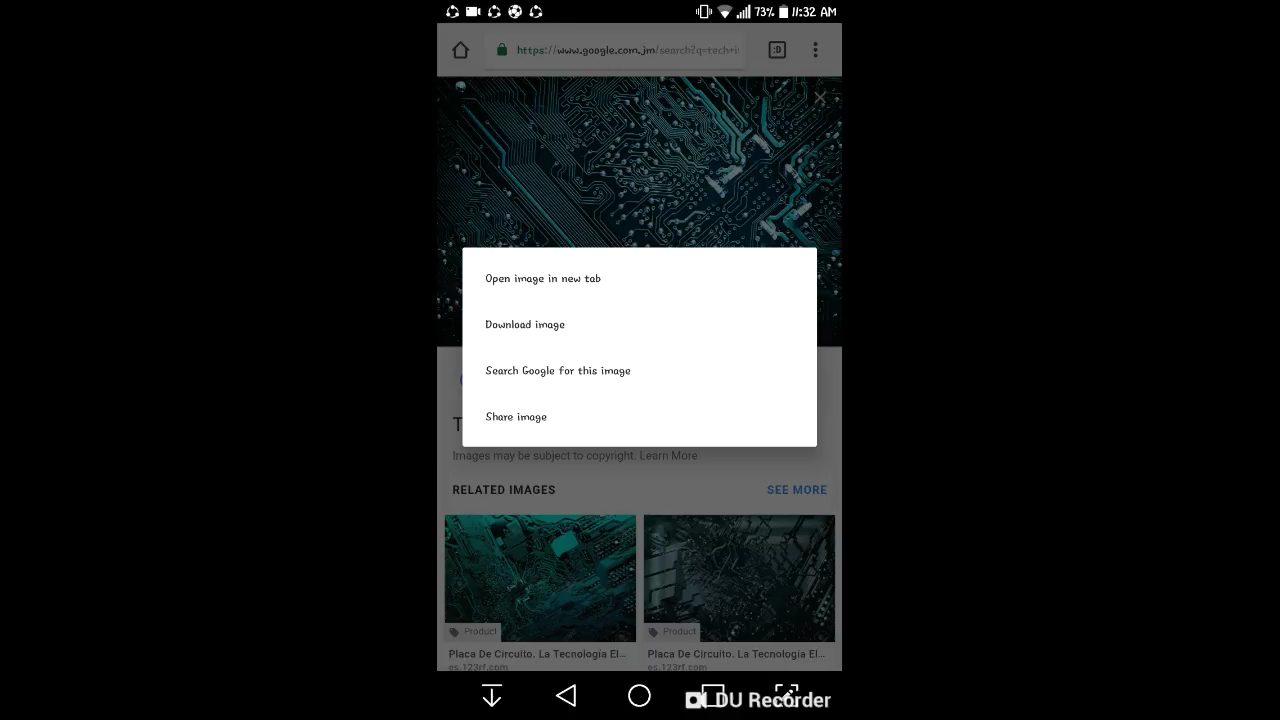 73% 11:32 AM
https://www.google.com.jm/search?q=tech+i
:D
Open image in new tab
Download image
Search Google for this image
Share image
T
Images may be subject to copyright. Learn More
RELATED IMAGES SEE MORE
Product Product
Placa De Circuito. La Tecnología El... Placa De Circuito. La Tecnología El...
es.123rf.com es.123rf.com
DU Recorder